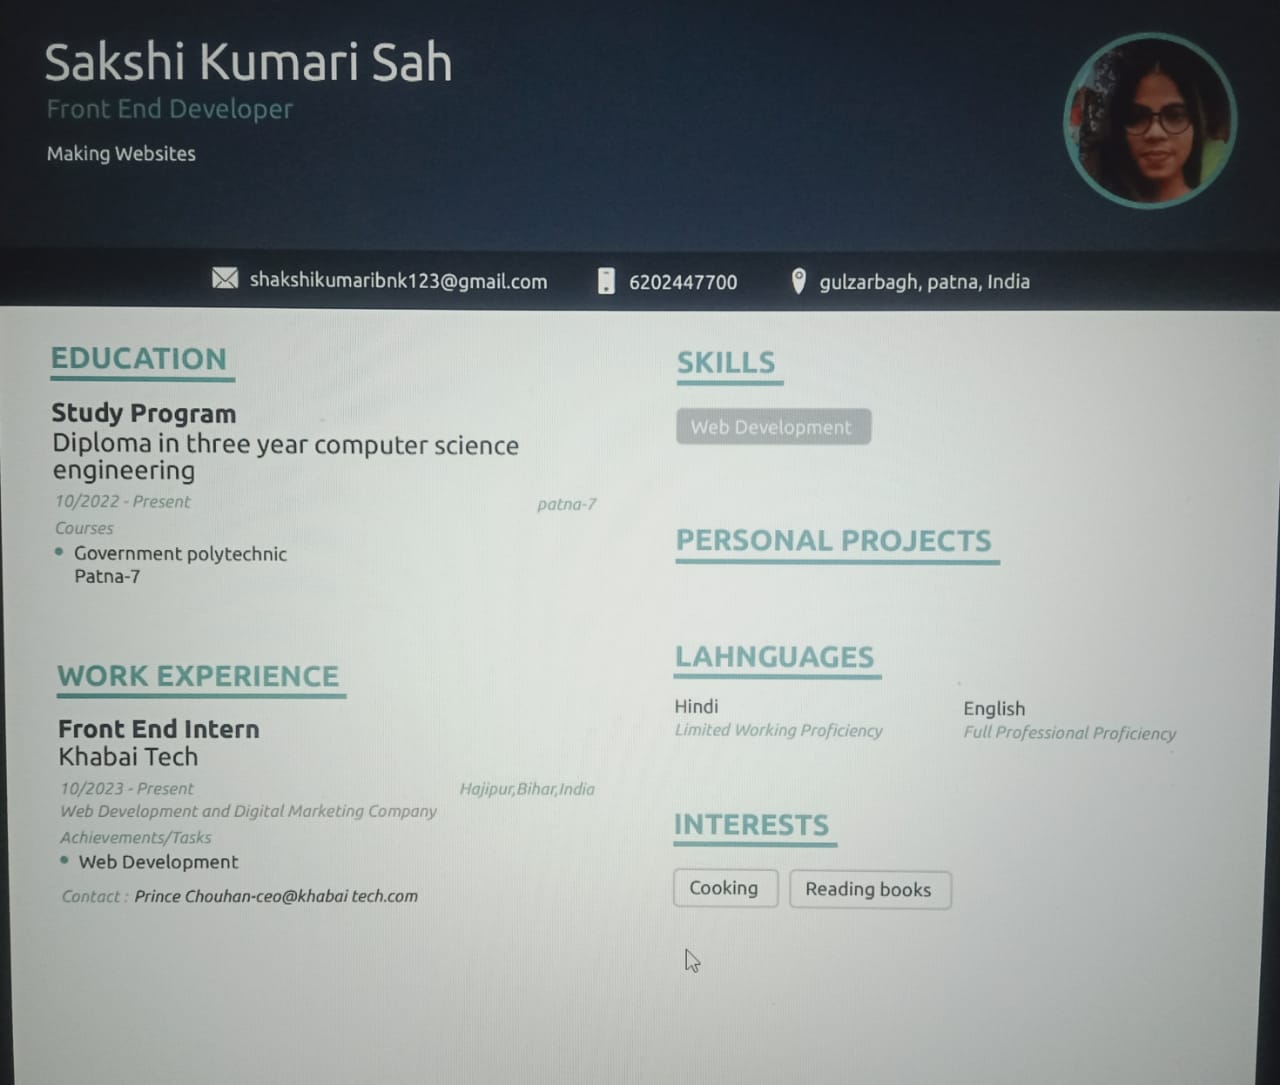 Sakshi Kumari Sah
Front End Developer
Making Websites
shakshikumaribnk123@gmail.com
6202447700
gulzarbagh, patna, India
EDUCATION
Study Program
Diploma in three year computer science
engineering
10/2022 - Present
patna-7
Courses
Government polytechnic
Patna-7
WORK EXPERIENCE
Front End Intern
Khabai Tech
10/2023 - Present
Hajipur,Bihar,India
Web Development and Digital Marketing Company
Achievements/Tasks
Web Development
Contact : Prince Chouhan-ceo@khabai tech.com
SKILLS
Web Development
PERSONAL PROJECTS
LAHNGUAGES
Hindi
Limited Working Proficiency
English
Full Professional Proficiency
INTERESTS
Cooking
Reading books